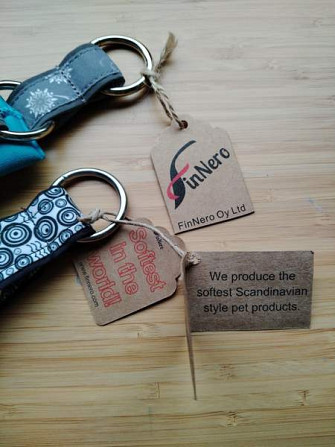 FinNero
FinNero Oy Ltd
Softest
in the
world!
We produce the
softest Scandinavian
style pet products.